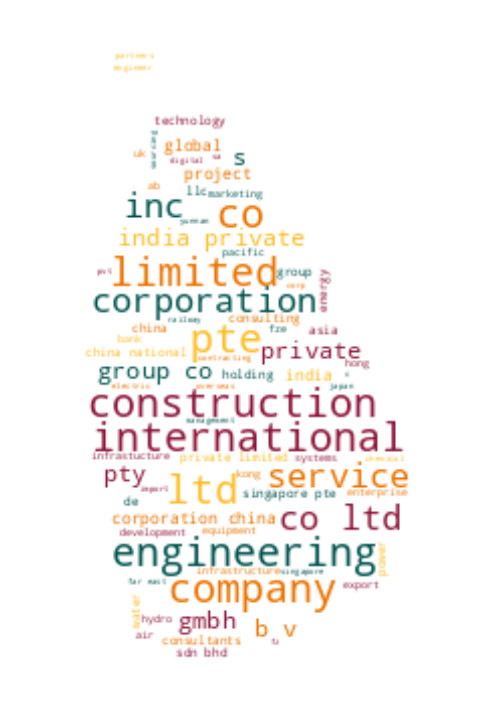 partners
engineer
technology
sourcing
uk
global
digital
sa
s
project
ab
llc
marketing
inc
co
yunnan
india private
pacific
pvt
limited
group
energy
corp
corporation
railway
consulting
china
pte
fze
asia
bank
china national
contracting
private
hong
group co
holding
india
electric
overseas
japan
construction
management
international
infrastucture
private limited
systems
chemical
pty
kong
service
import
ltd
singapore pte
enterprise
de
corporation china
co ltd
development
equipment
engineering
power
infrastructure
singapore
far east
company
export
water
hydro
gmbh
b v
air
consultants
sdn bhd